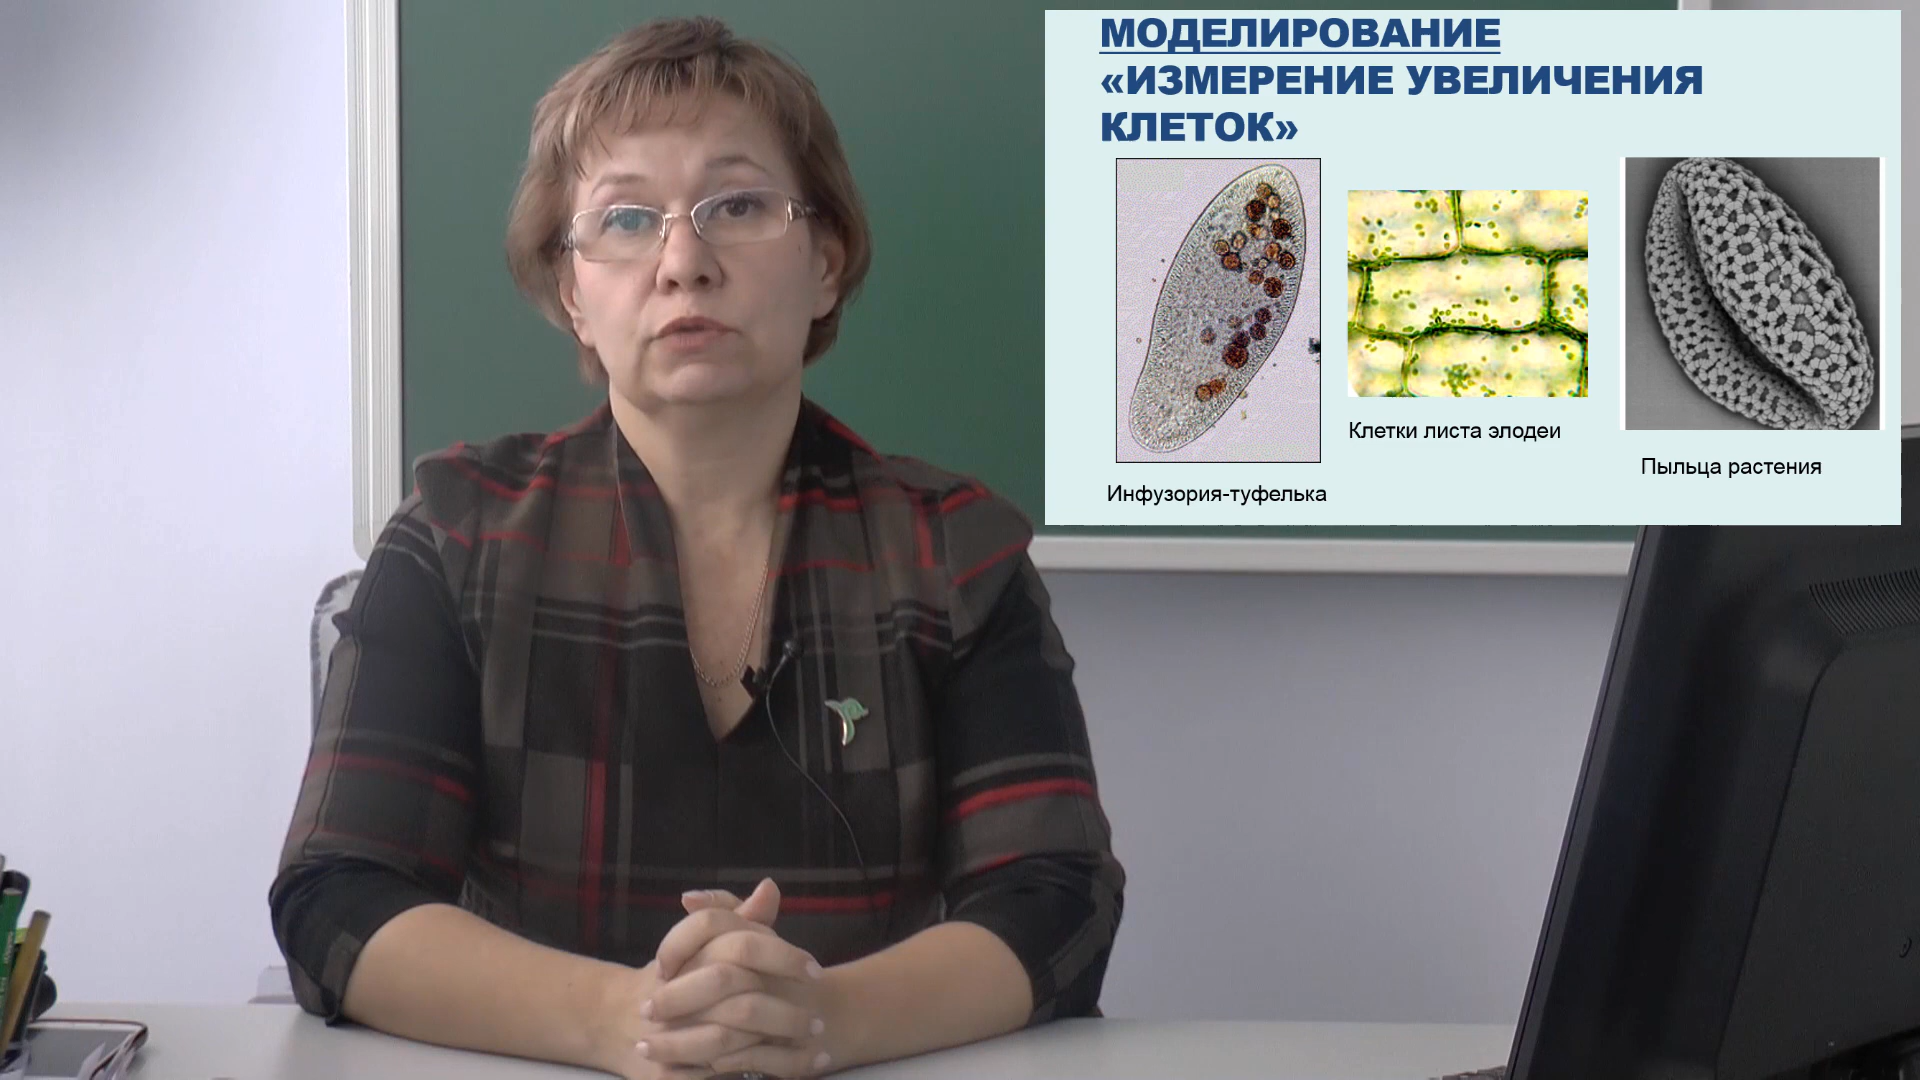 МОДЕЛИРОВАНИЕ
«ИЗМЕРЕНИЕ УВЕЛИЧЕНИЯ
КЛЕТОК»
Клетки листа элодеи
Пыльца растения
Инфузория-туфелька